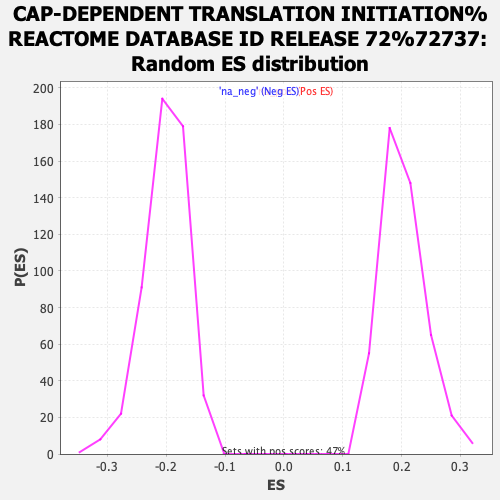 CAP-DEPENDENT TRANSLATION INITIATION%
REACTOME DATABASE ID RELEASE 72%72737:
Random ES distribution
'na_neg' (Neg ES) Pos ES)
200
180
160
140
120
100
80
60
40
20
0
P(ES)
Sets with pos scores: 47%
-0.3 -0.2 -0.1 0.0 0.1 0.2 0.3
ES